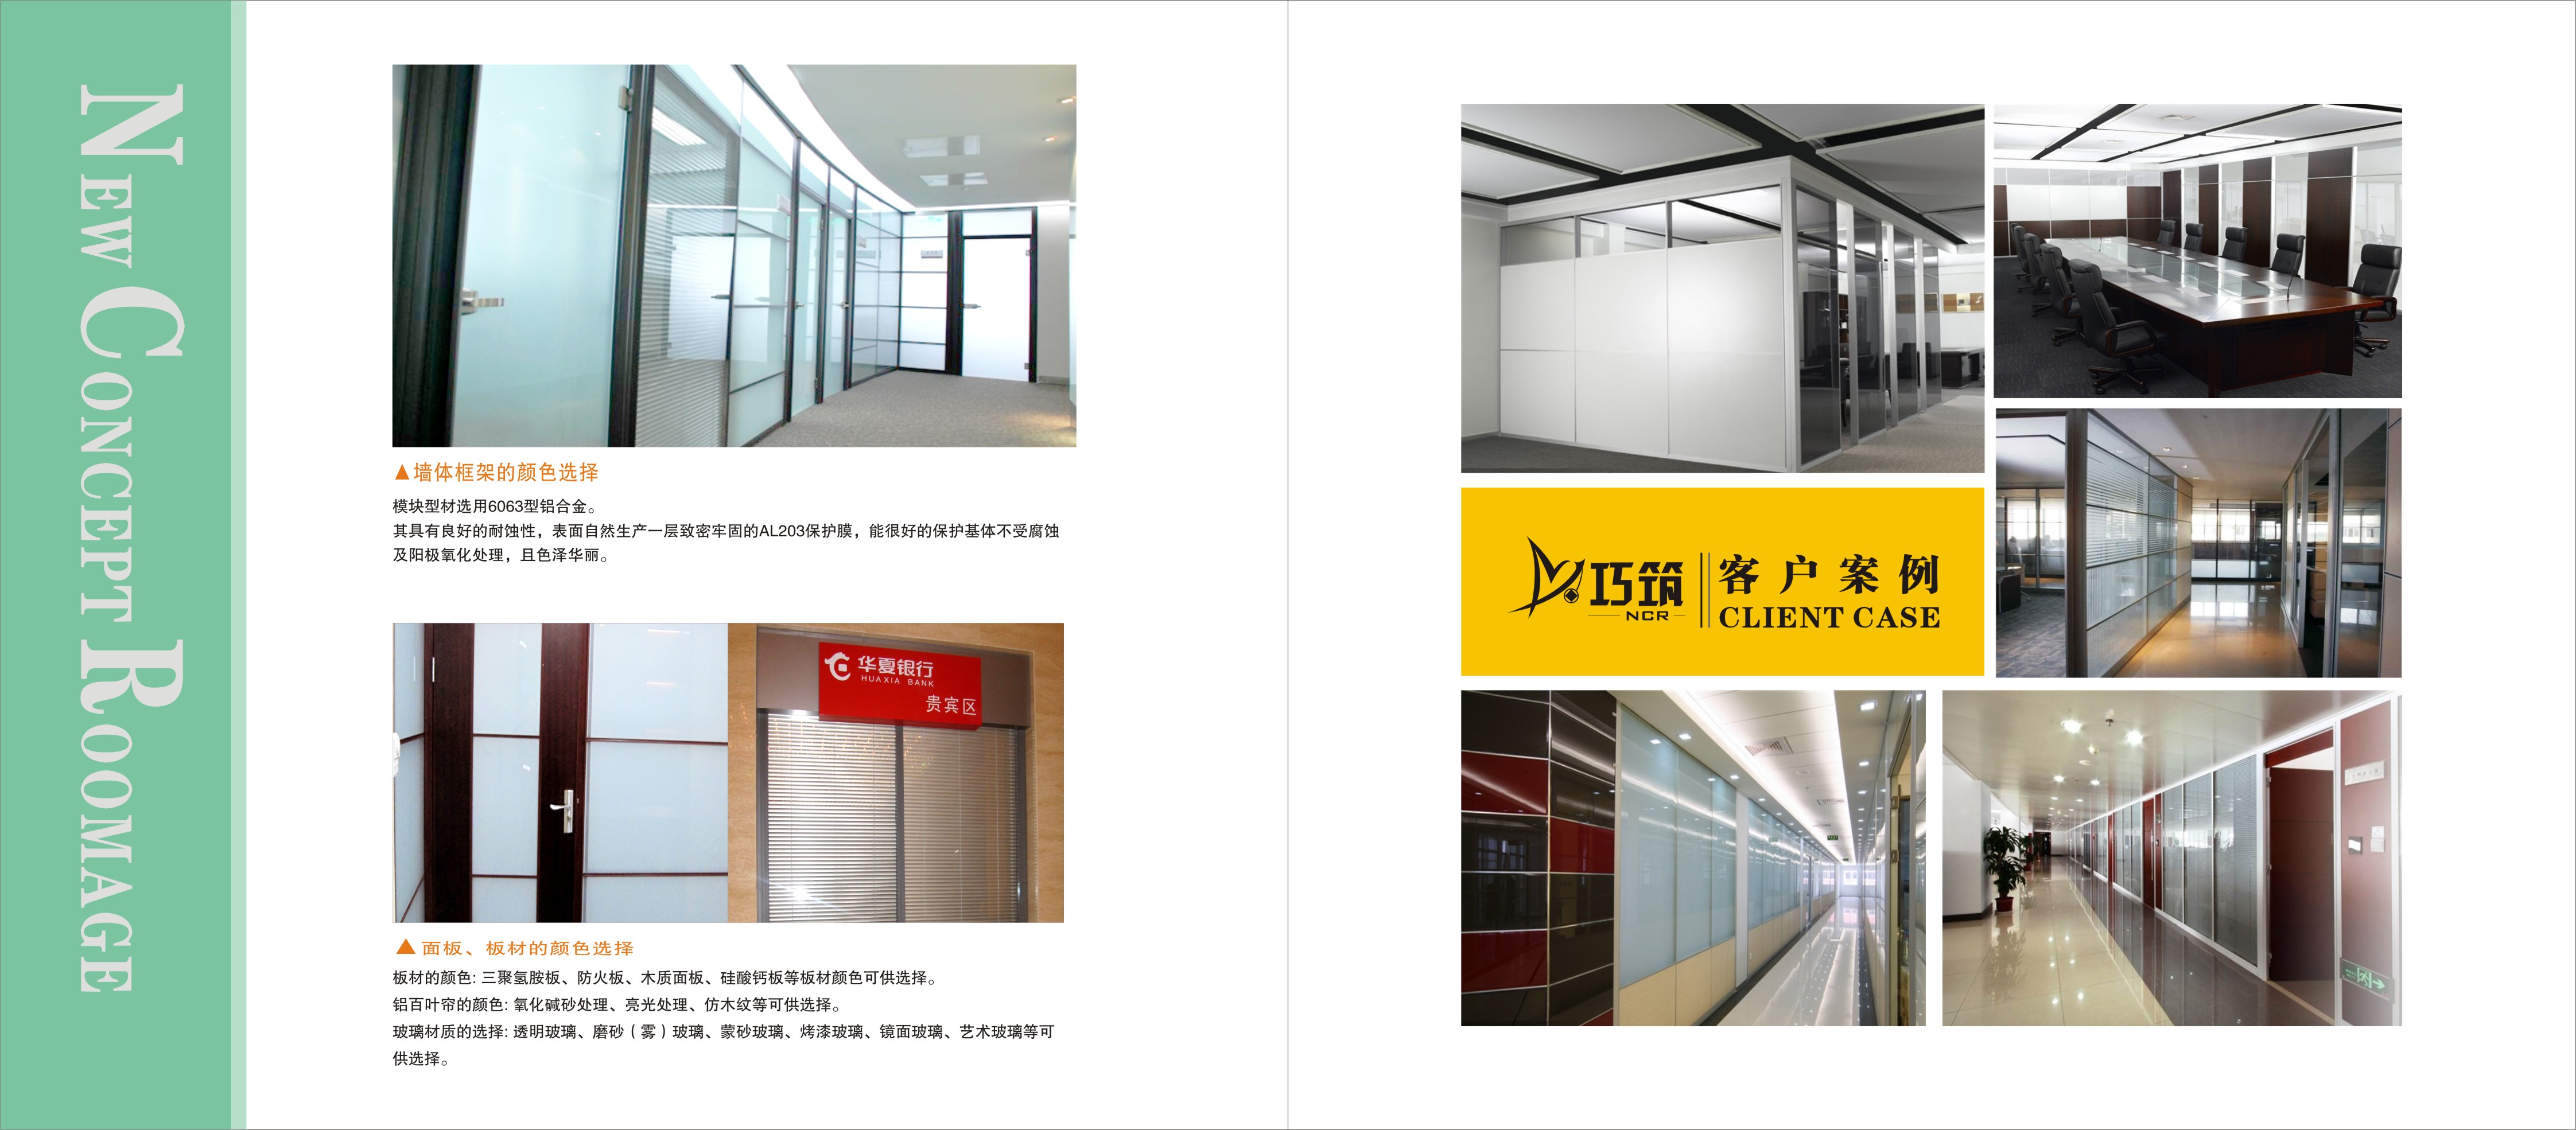 NEW CONCEPT ROOMAGE
▲墙体框架的颜色选择
模块型材选用6063型铝合金。
其具有良好的耐蚀性，表面自然生产一层致密牢固的AL203保护膜，能很好的保护基体不受腐蚀
及阳极氧化处理，且色泽华丽。
华夏银行
HUAXIA BANK
贵宾区
▲面板、板材的颜色选择
板材的颜色: 三聚氢胺板、防火板、木质面板、硅酸钙板等板材颜色可供选择。
铝百叶帘的颜色: 氧化碱砂处理、亮光处理、仿木纹等可供选择。
玻璃材质的选择: 透明玻璃、磨砂（雾）玻璃、蒙砂玻璃、烤漆玻璃、镜面玻璃、艺术玻璃等可
供选择。
巧筑
NCR
客户案例
CLIENT CASE